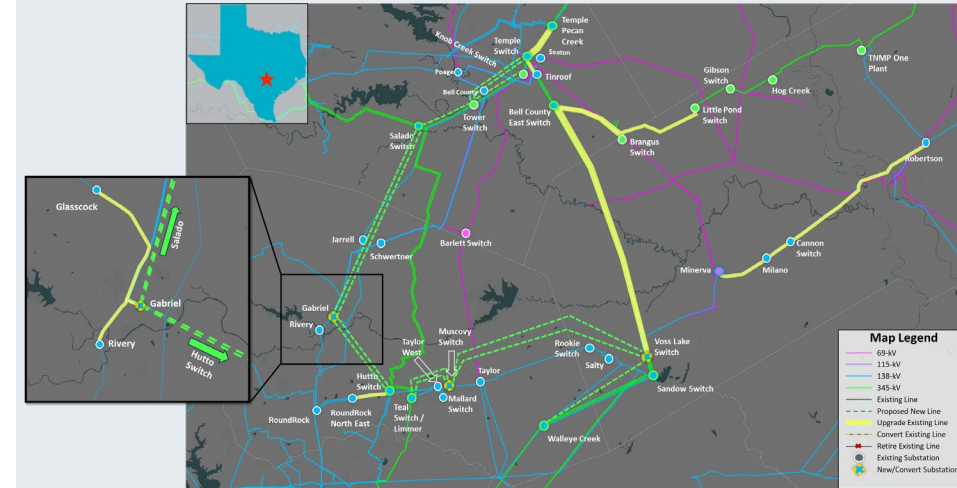 Temple
Pecan
Creek
Knob Creek Switch
Temple
Switch
Seaton
TNMP One
Plant
Poage
Tinroof
Gibson
Switch
Hog Creek
Bell County
Tower
Switch
Bell County
East Switch
Little Pond
Switch
Salado
Switch
Brangus
Switch
Robertson
Glasscock
Salado
Jarrell
Schwertner
Barlett Switch
Cannon
Switch
Milano
Minerva
Gabriel
Rivery
Hutto
Switch
Gabriel
Rivery
Taylor
West
Muscovy
Switch
Rookie
Switch
Salty
Voss Lake
Switch
Sandow Switch
Hutto
Switch
Taylor
Mallard
Switch
RoundRock
RoundRock
North East
Teal
Switch /
Limmer
Walleye Creek
Map Legend
69-kV
115-kV
138-kV
345-kV
Existing Line
Proposed New Line
Upgrade Existing Line
Convert Existing Line
Retire Existing Line
Existing Substation
New/Convert Substation